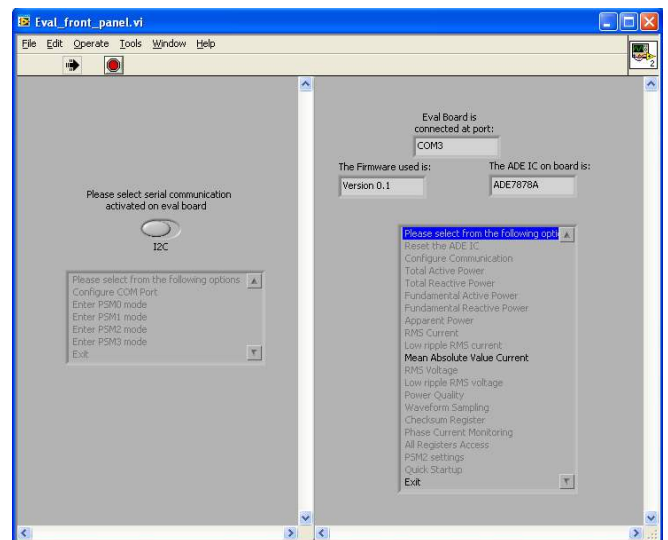 Eval_front_panel.vi
File Edit Operate Tools Window Help
2
Please select serial communication
activated on eval board
I2C
Please select from the following options
Configure COM Port
Enter PSM0 mode
Enter PSM1 mode
Enter PSM2 mode
Enter PSM3 mode
Exit
Eval Board is
connected at port:
COM3
The Firmware used is:
Version 0.1
The ADE IC on board is:
ADE7878A
Please select from the following opti
Reset the ADE IC
Configure Communication
Total Active Power
Total Reactive Power
Fundamental Active Power
Fundamental Reactive Power
Apparent Power
RMS Current
Low ripple RMS current
Mean Absolute Value Current
RMS Voltage
Low ripple RMS voltage
Power Quality
Waveform Sampling
Checksum Register
Phase Current Monitoring
All Registers Access
PSM2 settings
Quick Startup
Exit